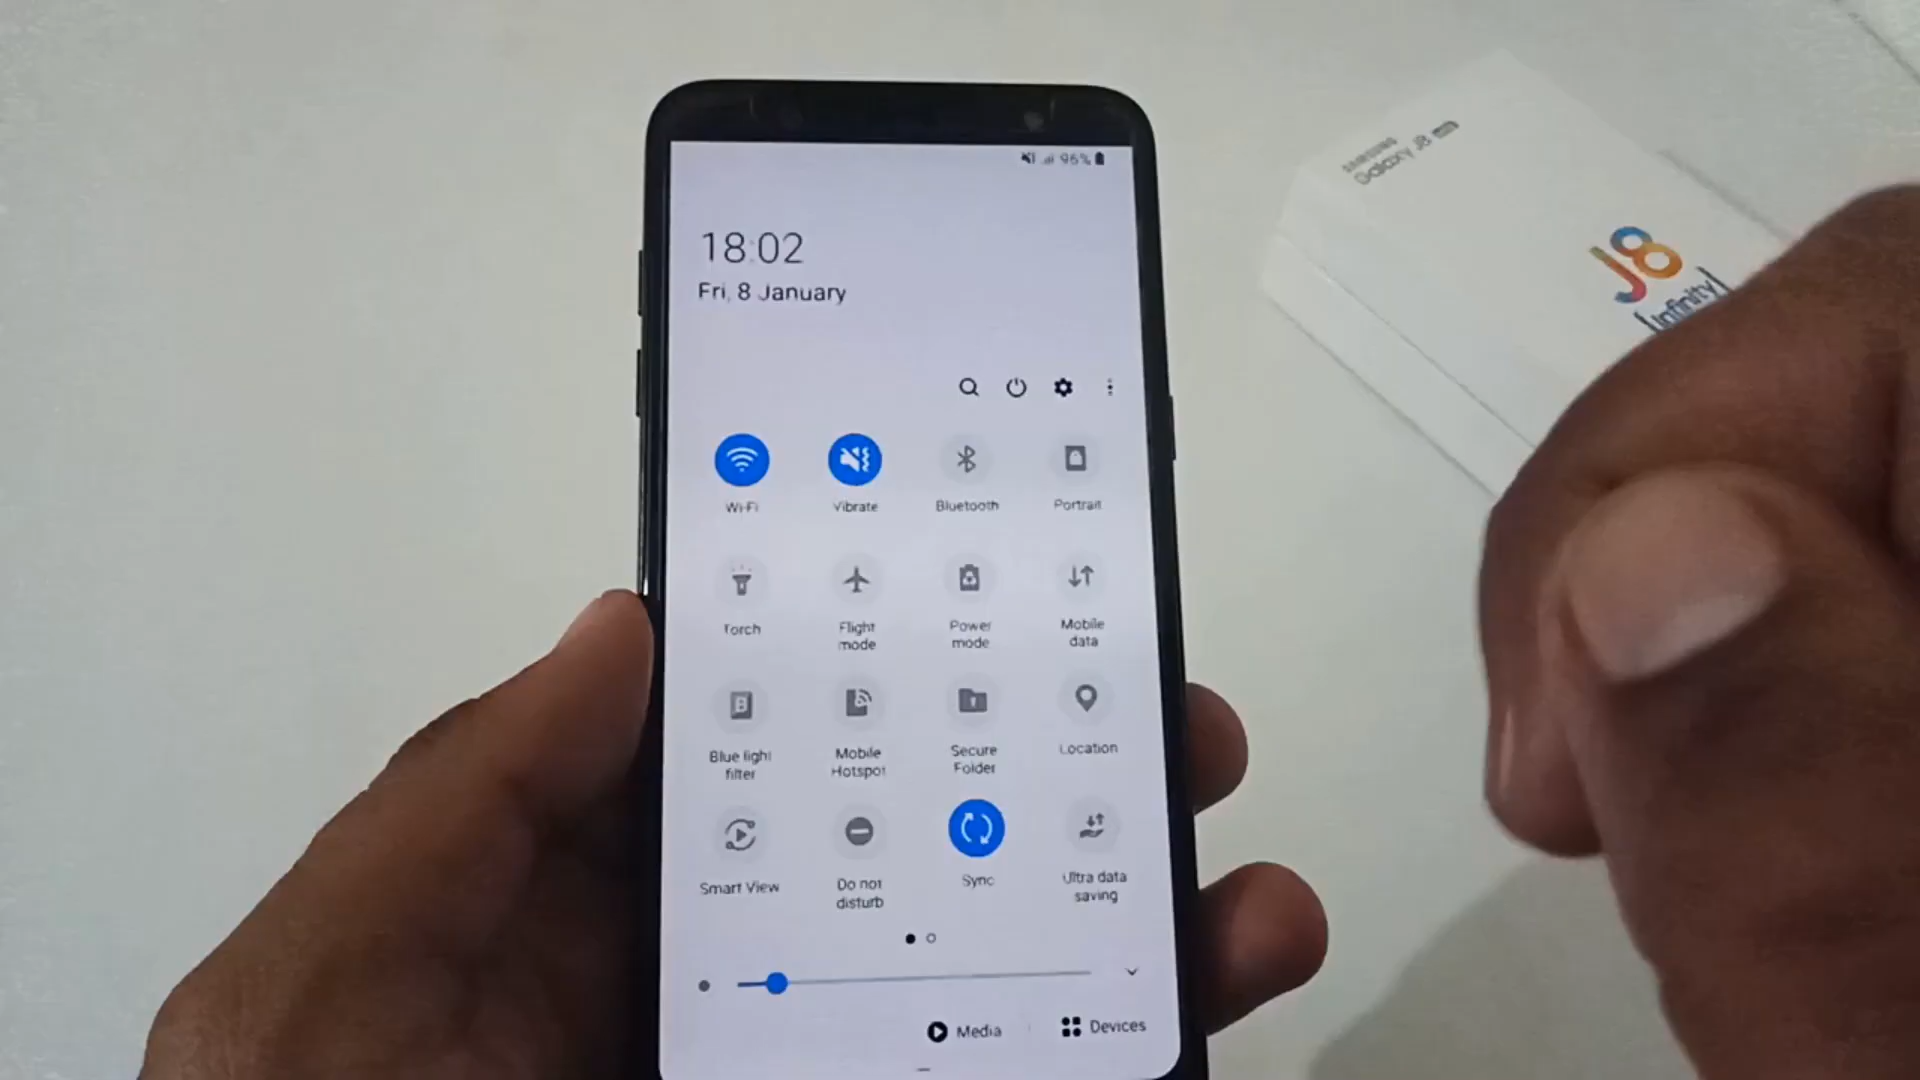 96%
18:02
Fri, 8 January
Wi-Fi
Vibrate
Bluetooth
Portrait
Torch
Flight
mode
Power
mode
Mobile
data
Blue light
filter
Mobile
Hotspot
Secure
Folder
Location
Smart View
Do not
disturb
Sync
Ultra data
saving
Media
Devices
SAMSUNG
Galaxy J8
J8
Infinity